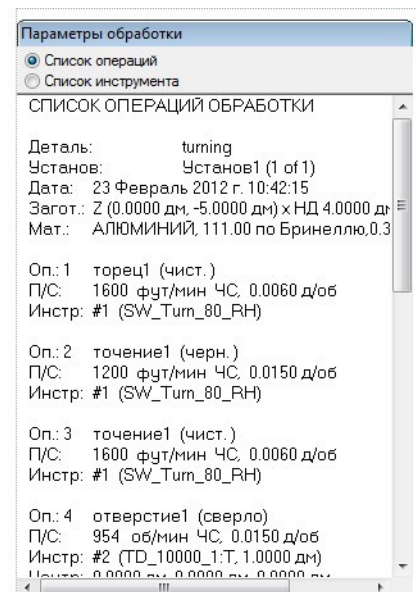 Параметры обработки
Список операций
Список инструмента
СПИСОК ОПЕРАЦИЙ ОБРАБОТКИ
Деталь: turning
Установ: Установ1 (1 of 1)
Дата: 23 Февраль 2012 г. 10:42:15
Загот.: Z (0.0000 дм, -5.0000 дм) x НД 4.0000 дм
Мат.: АЛЮМИНИЙ, 111.00 по Бринеллю,0.3
Оп.: 1 торец1 (чист.)
П/С: 1600 фут/мин ЧС, 0.0060 д/об
Инстр: #1 (SW_Turn_80_RH)
Оп.: 2 точение1 (черн.)
П/С: 1200 фут/мин ЧС, 0.0150 д/об
Инстр: #1 (SW_Turn_80_RH)
Оп.: 3 точение1 (чист.)
П/С: 1600 фут/мин ЧС, 0.0060 д/об
Инстр: #1 (SW_Turn_80_RH)
Оп.: 4 отверстие1 (сверло)
П/С: 954 об/мин ЧС, 0.0150 д/об
Инстр: #2 (TD_10000_1:T, 1.0000 дм)